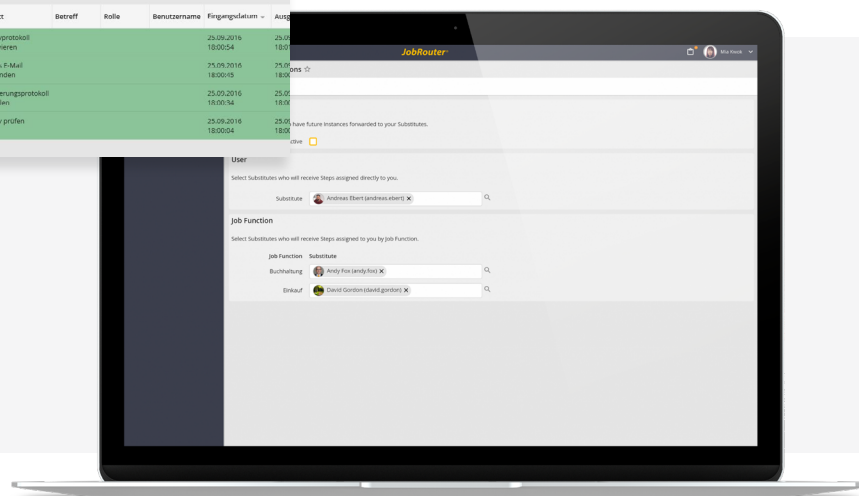 Betreff Rolle Benutzername Eingangsdatum
25.09.2016
18:00:54
E-Mail
25.09.2016
18:00:45
25.09.2016
18:00:34
prüfen
25.09.2016
18:00:04
JobRouter
Mia Kwok
have future instances forwarded to your Substitutes.
User
Select Substitutes who will receive Steps assigned directly to you.
Substitute Andreas Ebert (andreas.ebert) x
Job Function
Select Substitutes who will receive Steps assigned to you by Job Function.
Job Function Substitute
Buchhaltung Andy Fox (andy.fox) x
Einkauf David Gordon (david.gordon) x